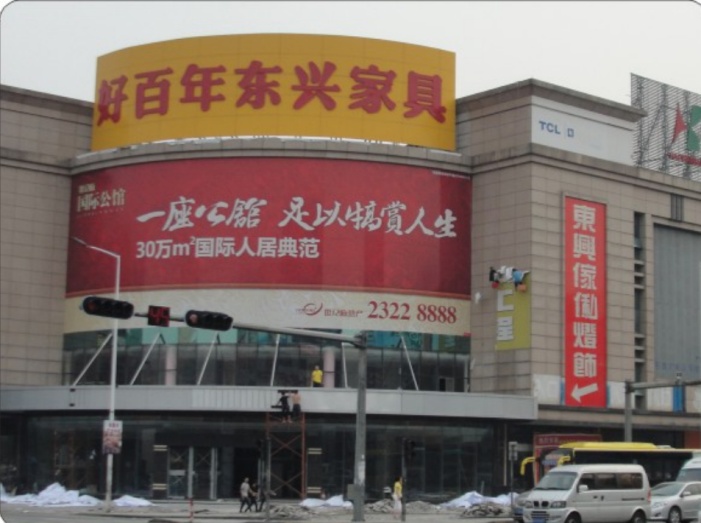 好百年东兴家具
国际公馆
一座公館 足以犒賞人生
30万m²国际人居典范
2322 8888
TCL
東興傢俬燈飾